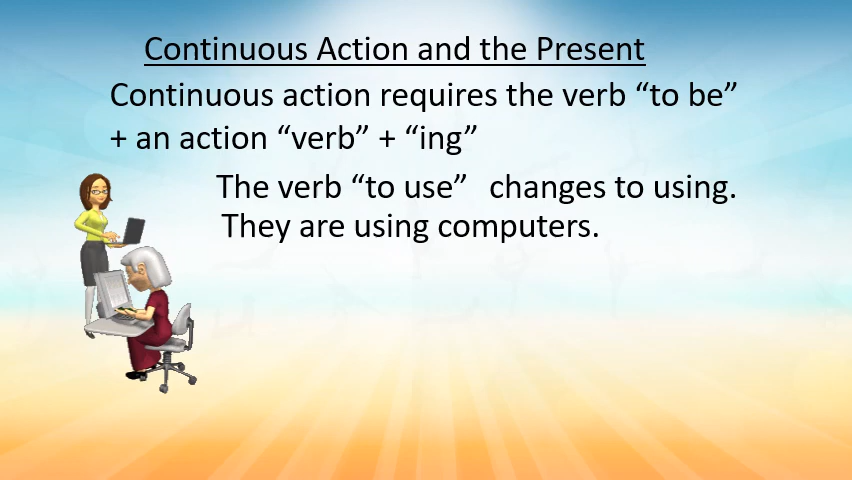 Continuous Action and the Present
Continuous action requires the verb “to be”
+ an action “verb” + “ing”
The verb “to use”  changes to using.
They are using computers.